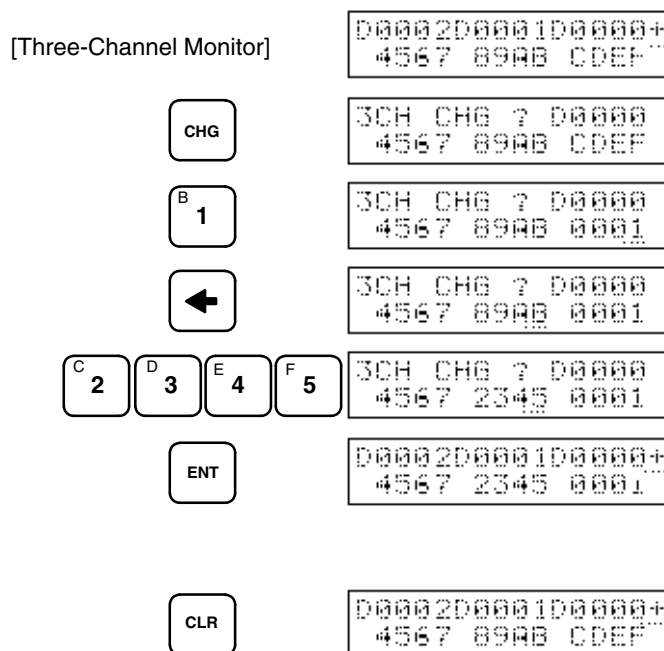 [Three-Channel Monitor]
D0002D0001D0000+
4567 89AB CDEF
CHG
3CH CHG ? D0000
4567 89AB CDEF
B
1
3CH CHG ? D0000
4567 89AB 0001
3CH CHG ? D0000
4567 89AB 0001
C D E F
2 3 4 5
3CH CHG ? D0000
4567 2345 0001
ENT
D0002D0001D0000+
4567 2345 0001
CLR
D0002D0001D0000+
4567 89AB CDEF